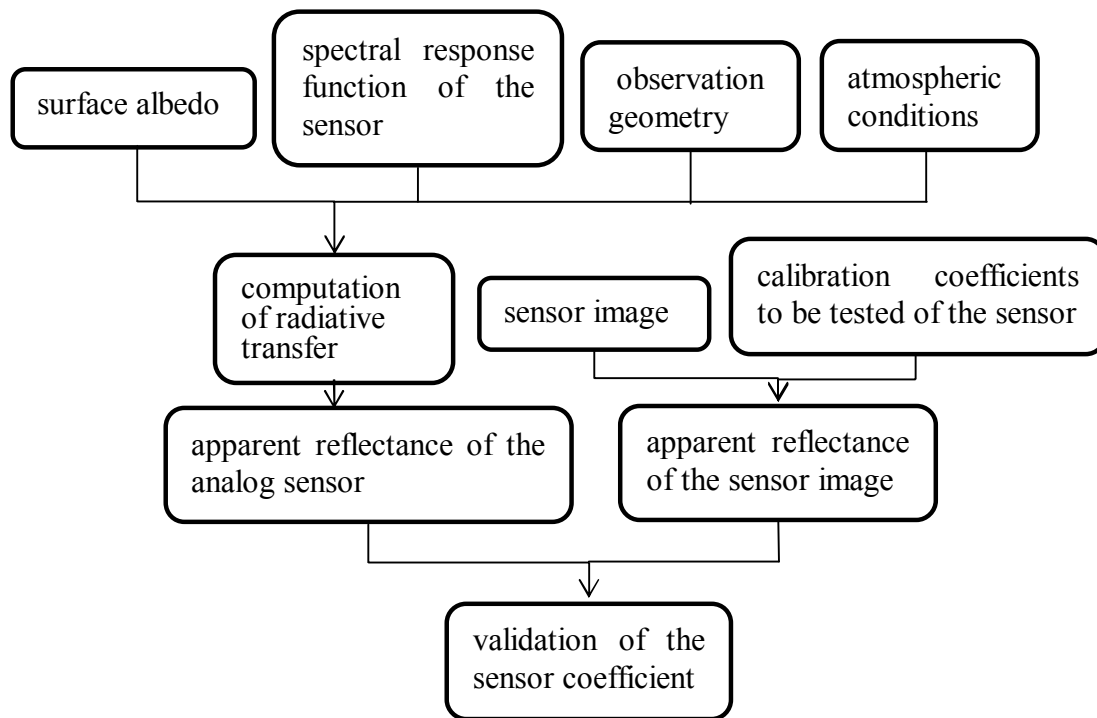 surface albedo
spectral response
function of the
sensor
observation
geometry
atmospheric
conditions
computation
of radiative
transfer
sensor image
calibration coefficients
to be tested of the sensor
apparent reflectance of the
analog sensor
apparent reflectance
of the sensor image
validation of the
sensor coefficient